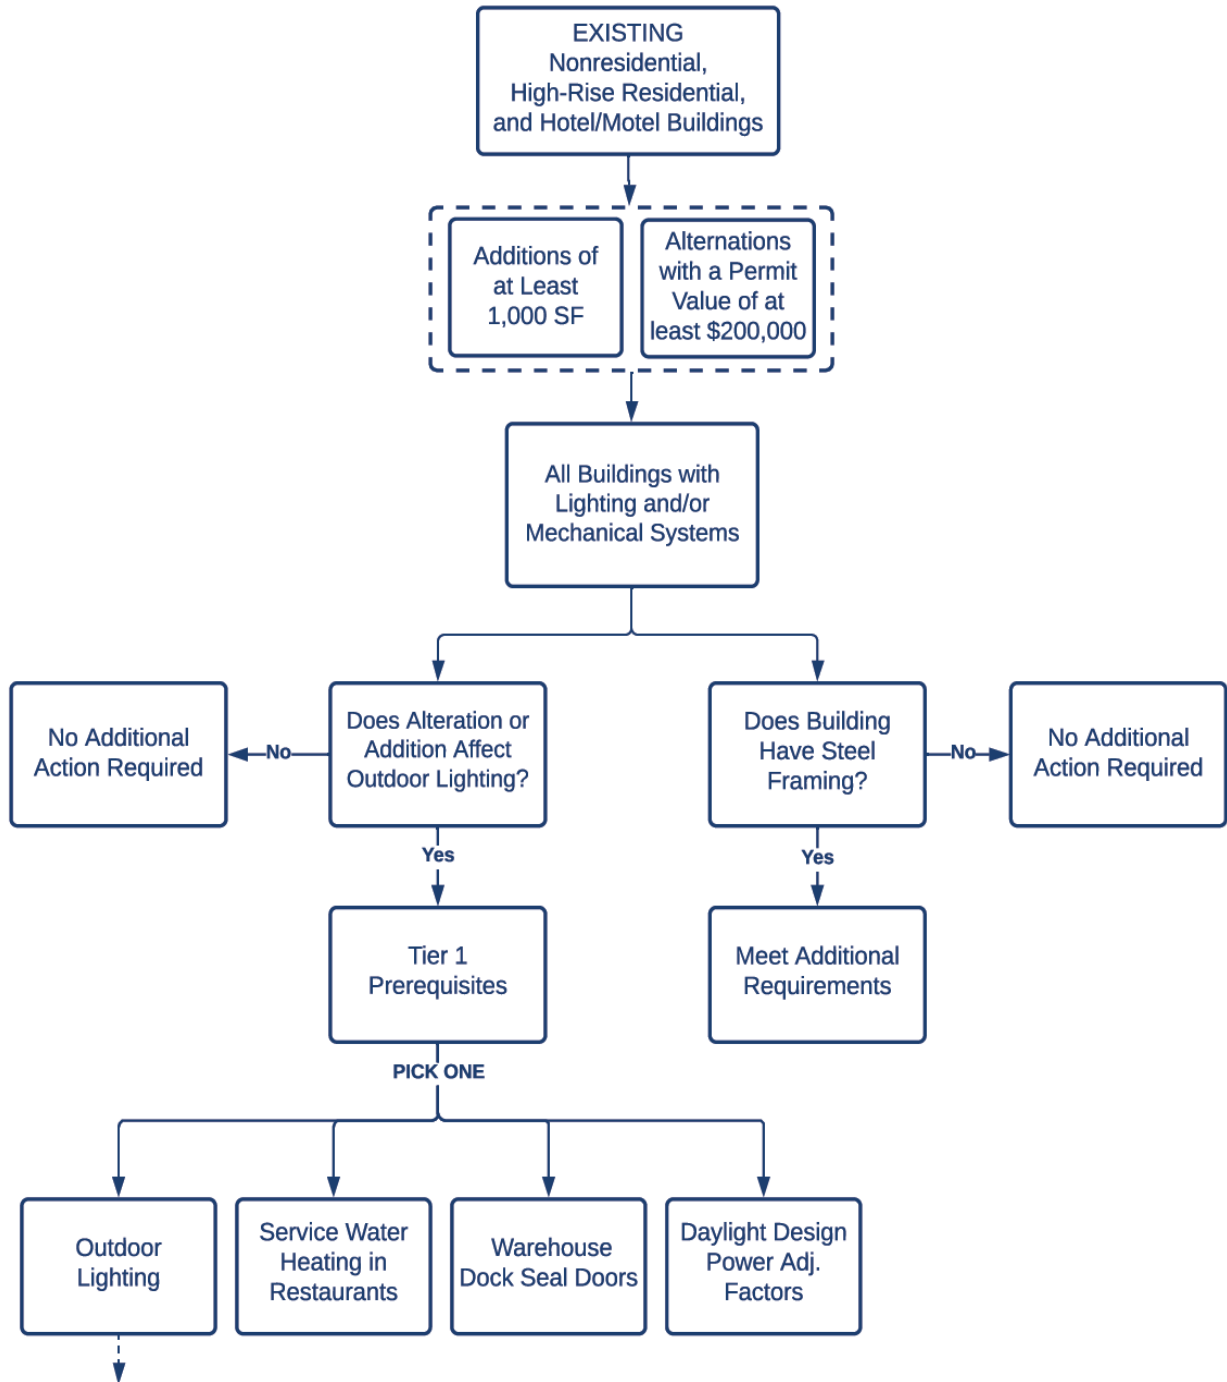 EXISTING
Nonresidential,
High-Rise Residential,
and Hotel/Motel Buildings
Additions of
at Least
1,000 SF
Alternations
with a Permit
Value of at
least $200,000
All Buildings with
Lighting and/or
Mechanical Systems
No Additional
Action Required
No
Does Alteration or
Addition Affect
Outdoor Lighting?
Does Building
Have Steel
Framing?
No
No Additional
Action Required
Yes
Yes
Tier 1
Prerequisites
Meet Additional
Requirements
PICK ONE
Outdoor
Lighting
Service Water
Heating in
Restaurants
Warehouse
Dock Seal Doors
Daylight Design
Power Adj.
Factors